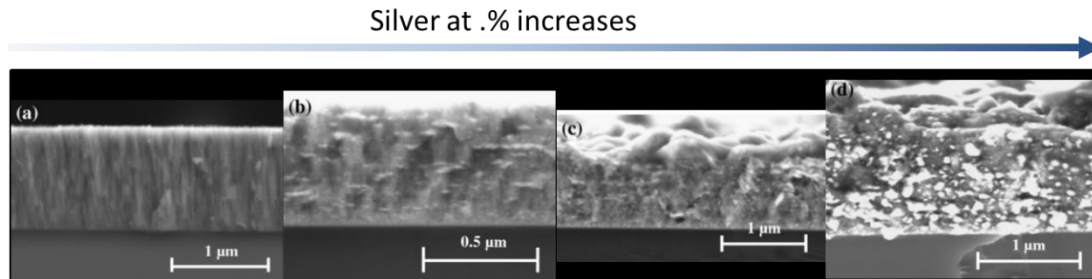 Silver at .% increases
(a)
(b)
(c)
(d)
1 µm
0.5 µm
1 µm
1 µm